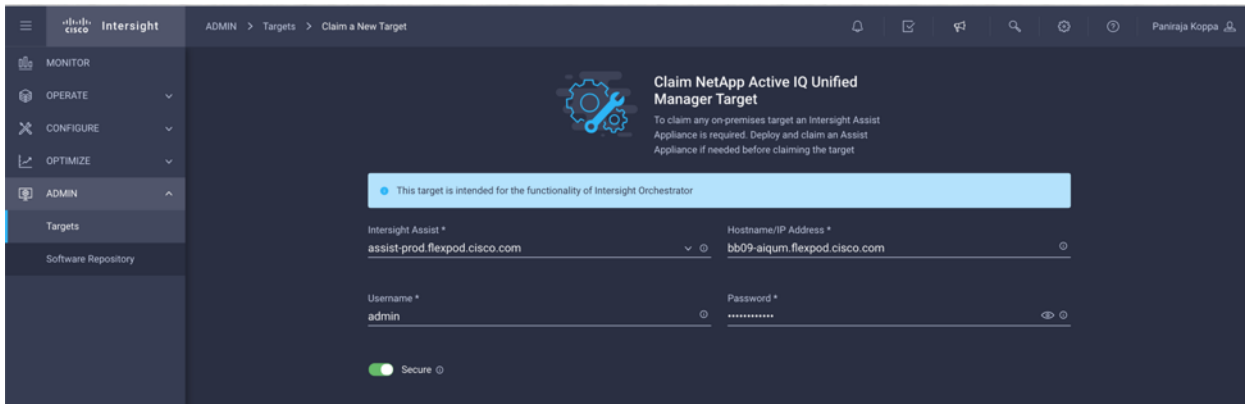 cisco Intersight
ADMIN > Targets > Claim a New Target
Paniraja Koppa
MONITOR
OPERATE
CONFIGURE
OPTIMIZE
ADMIN
Targets
Software Repository
Claim NetApp Active IQ Unified
Manager Target
To claim any on-premises target an Intersight Assist
Appliance is required. Deploy and claim an Assist
Appliance if needed before claiming the target
This target is intended for the functionality of Intersight Orchestrator
Intersight Assist *
assist-prod.flexpod.cisco.com
Hostname/IP Address *
bb09-aiqum.flexpod.cisco.com
Username *
admin
Password *
············
Secure